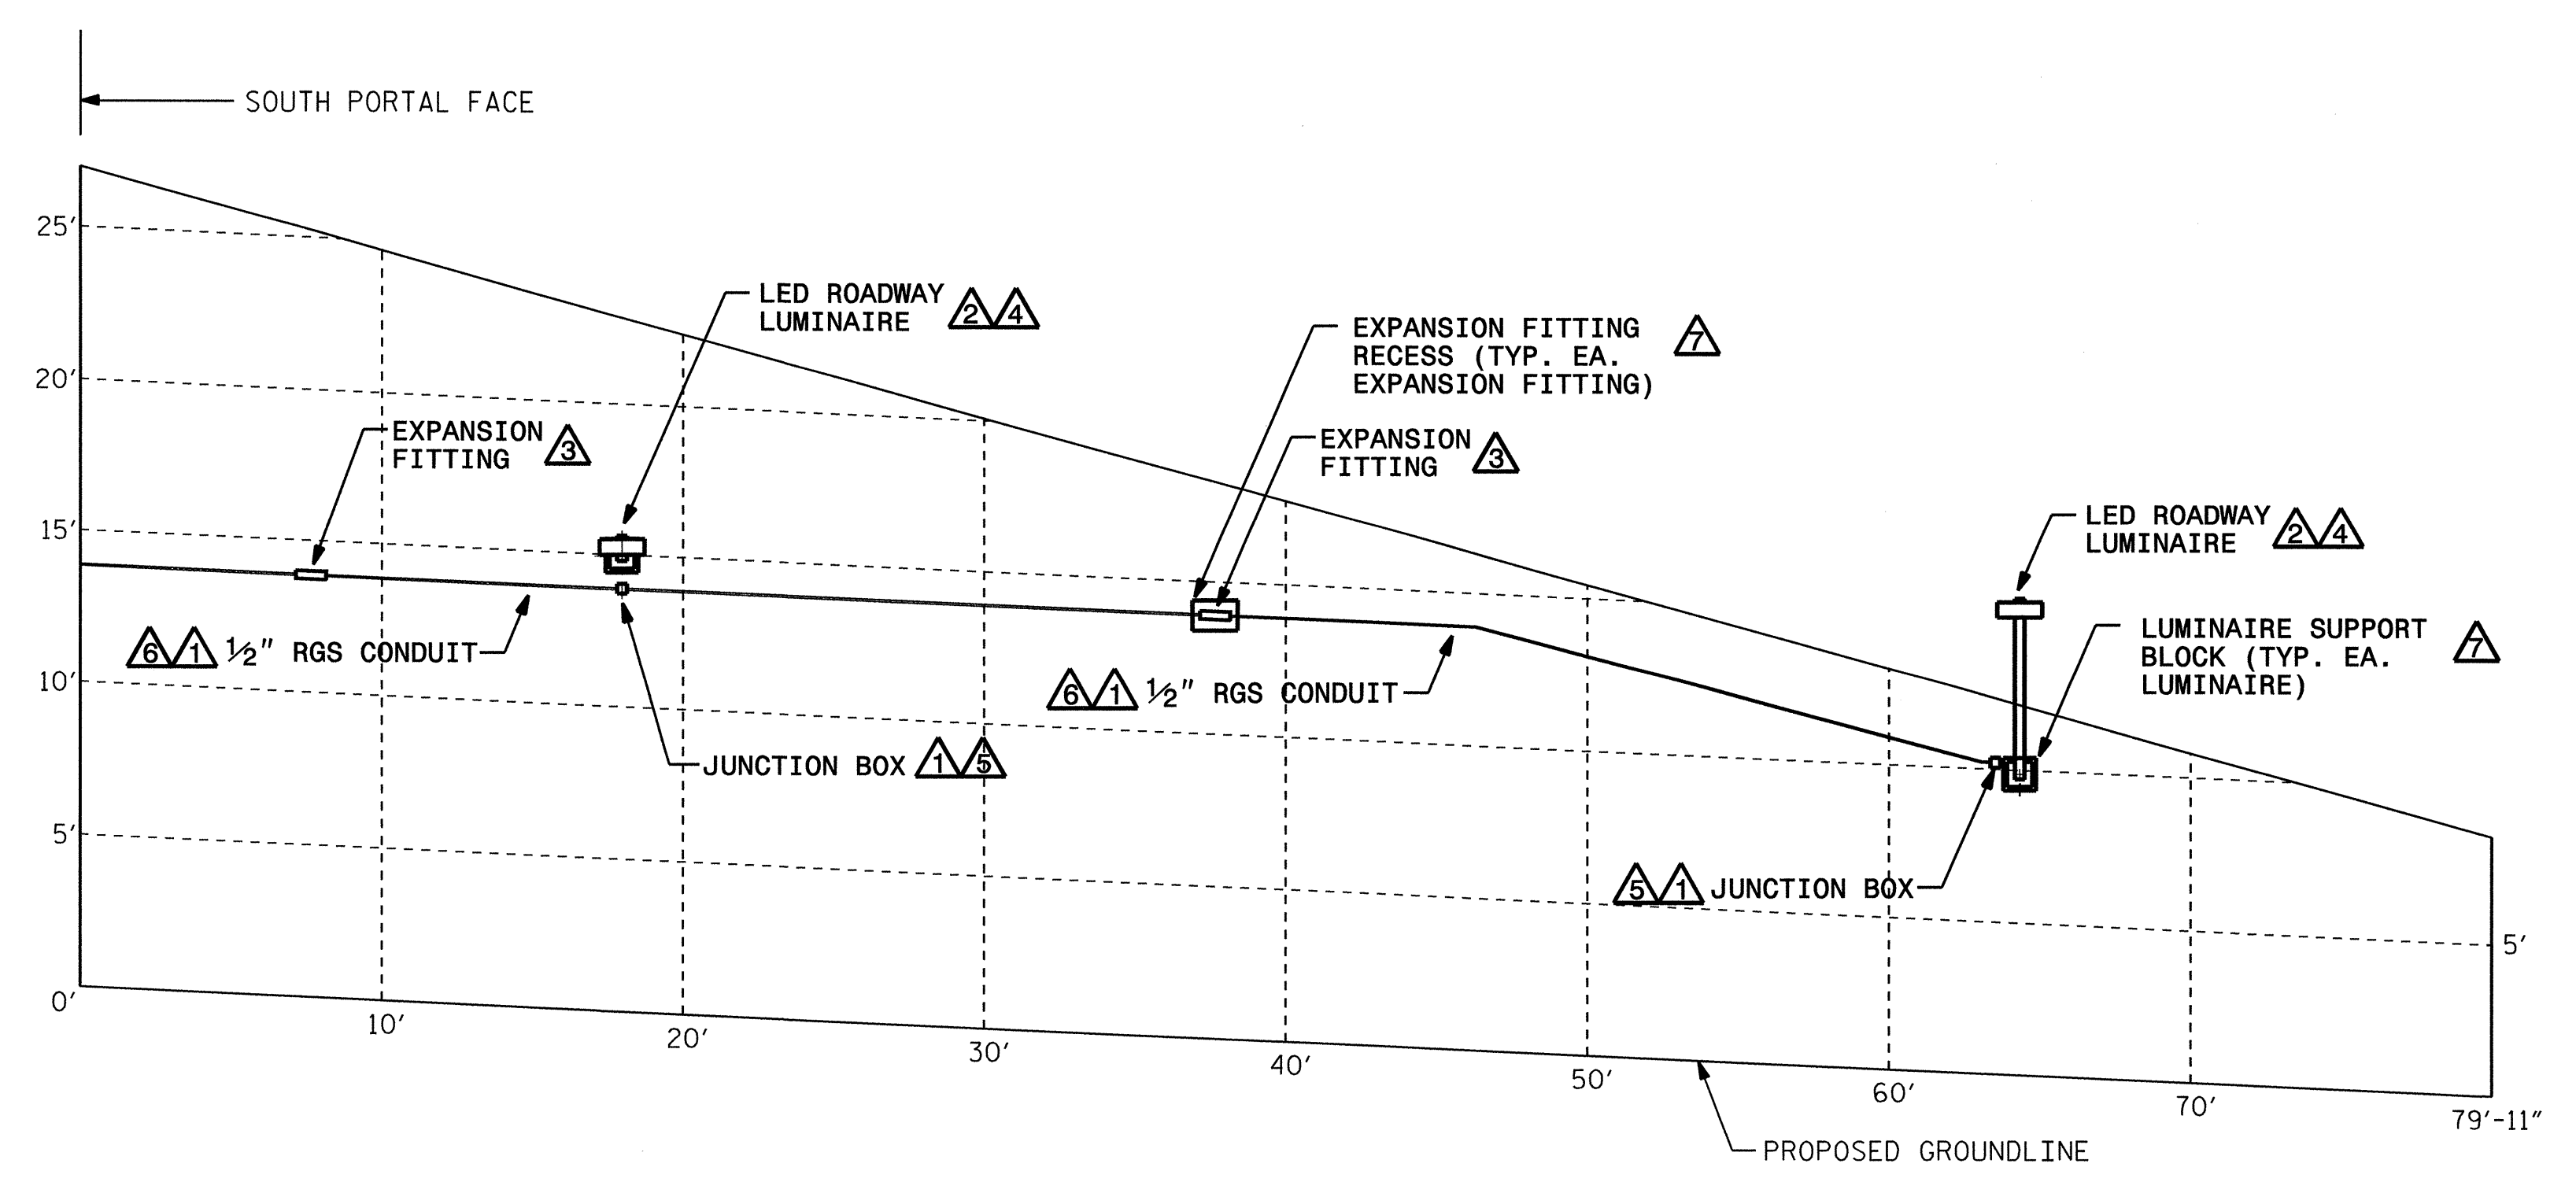 SOUTH PORTAL FACE
25'
20'
15'
10'
5'
0'
LED ROADWAY
LUMINAIRE 2 4
EXPANSION FITTING
RECESS (TYP. EA.
EXPANSION FITTING) 7
EXPANSION
FITTING 3
EXPANSION
FITTING 3
LED ROADWAY
LUMINAIRE 2 4
6 1 1/2" RGS CONDUIT
6 1 1/2" RGS CONDUIT
LUMINAIRE SUPPORT
BLOCK (TYP. EA.
LUMINAIRE) 7
JUNCTION BOX 1 5
5 1 JUNCTION BOX
5'
10'
20'
30'
40'
50'
60'
70'
79'-11"
PROPOSED GROUNDLINE